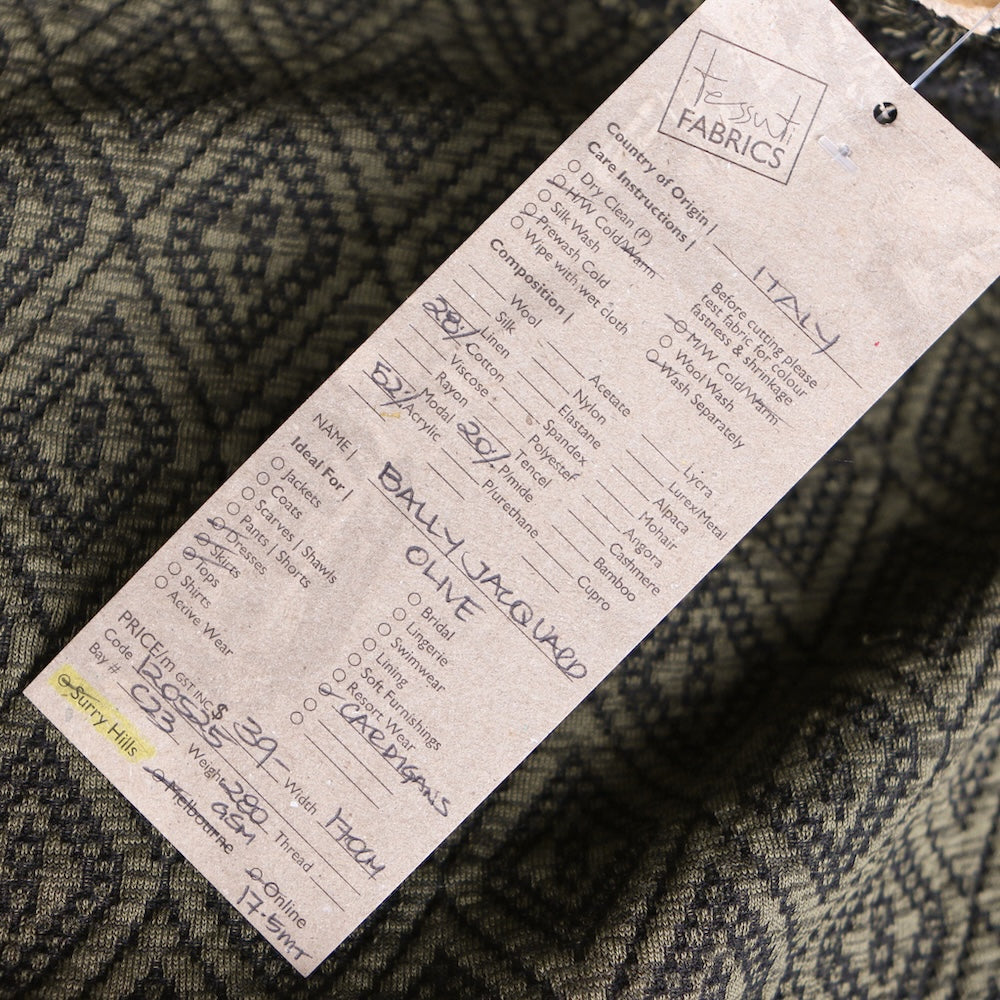 tessuti
FABRICS
Country of Origin | ITALY
Care Instructions |
Dry Clean (P)
H/W Cold/Warm
Silk Wash
Prewash Cold
Wipe with wet cloth
Before cutting please
test fabric for colour
fastness & shrinkage
M/W Cold/Warm
Wool Wash
Wash Separately
Composition |
Wool
Silk
Linen
28% Cotton
Viscose
Rayon
Modal
52% Acrylic
Acetate
Nylon
Elastane
Spandex
Polyester
Tencel
20% P/mide
P/urethane
Lycra
Lurex/Metal
Alpaca
Mohair
Angora
Cashmere
Bamboo
Cupro
NAME | BALLY JACQUARD
OLIVE
Ideal For |
Jackets
Coats
Scarves | Shawls
Pants | Shorts
Dresses
Skirts
Tops
Shirts
Active Wear
Bridal
Lingerie
Swimwear
Lining
Soft Furnishings
Resort Wear
CARDIGANS
PRICE/m GST INC $ 39-
Code 120525 Width 170CM
Bay # C23 Weight 280 GSM Thread
Surry Hills Melbourne Online
17.5MT